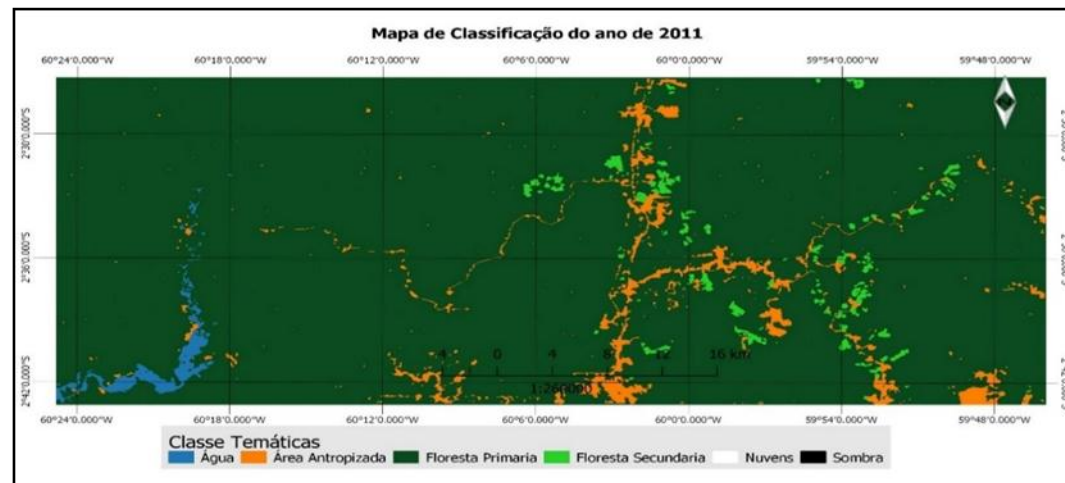 Mapa de Classificação do ano de 2011
60°24'0.000"W 60°18'0.000"W 60°12'0.000"W 60°6'0.000"W 60°0'0.000"W 59°54'0.000"W 59°48'0.000"W
2°30'0.000"S
2°36'0.000"S
2°42'0.000"S
4 0 4 8 12 16 km
1:260000
60°24'0.000"W 60°18'0.000"W 60°12'0.000"W 60°6'0.000"W 60°0'0.000"W 59°54'0.000"W 59°48'0.000"W
Classe Temáticas
Água Área Antropizada Floresta Primaria Floresta Secundaria Nuvens Sombra